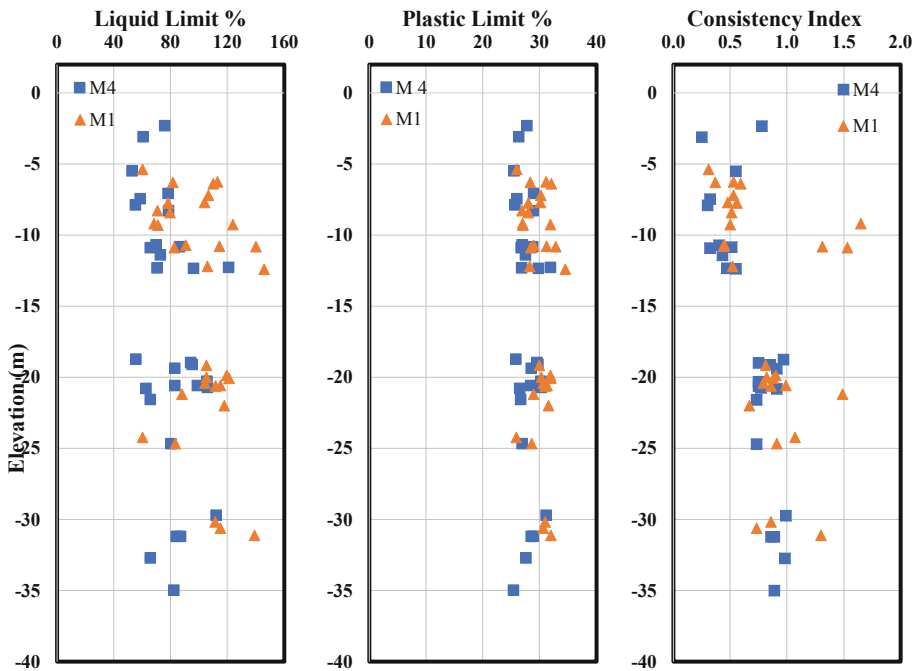 Liquid Limit %
Plastic Limit %
Consistency Index
0 40 80 120 160
0 10 20 30 40
0.0 0.5 1.0 1.5 2.0
M4
M1
M 4
M1
M4
M1
0
-5
-10
-15
-20
-25
-30
-35
-40
0
-5
-10
-15
-20
-25
-30
-35
-40
0
-5
-10
-15
-20
-25
-30
-35
-40
Elevation(m)